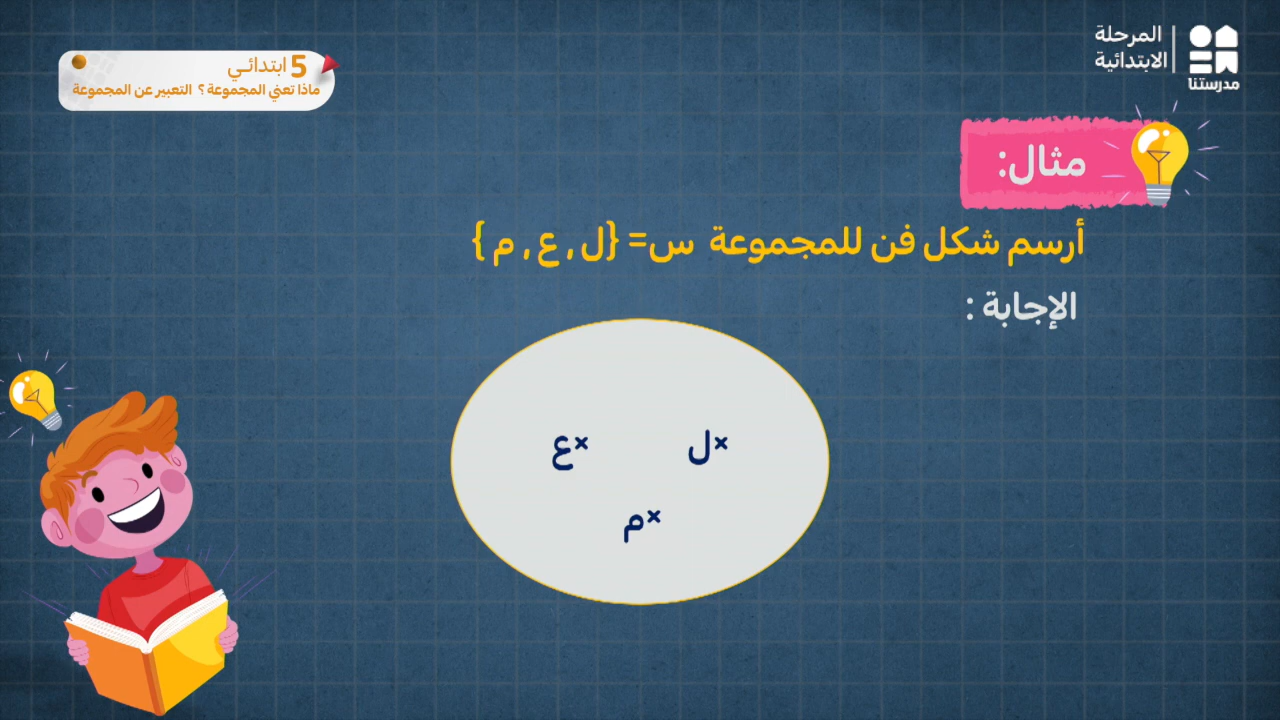 المرحلة
الابتدائية
مدرستنا
5 ابتدائي
ماذا تعني المجموعة ؟ التعبير عن المجموعة
مثال:
أرسم شكل فن للمجموعة س= {ل , ع , م }
الإجابة :
×ل
×ع
×م